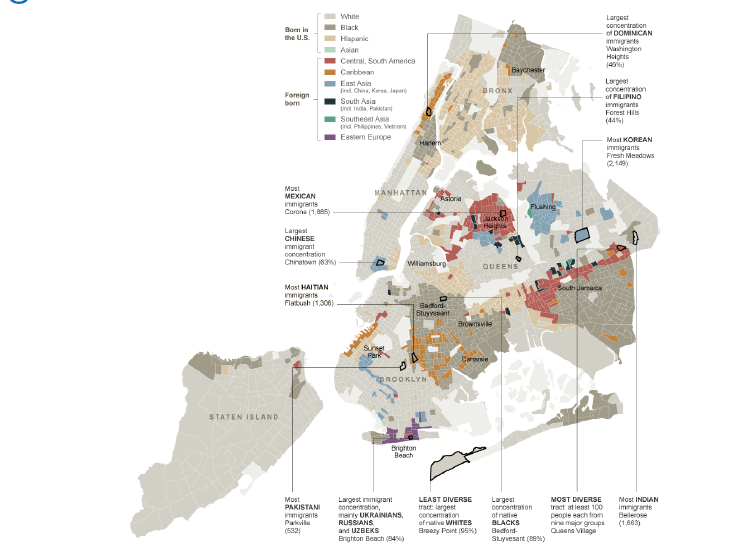 Born in
the U.S.
White
Black
Hispanic
Asian
Foreign
born
Central, South America
Caribbean
East Asia
(incl. China, Korea, Japan)
South Asia
(incl. India, Pakistan)
Southeast Asia
(incl. Philippines, Vietnam)
Eastern Europe
Largest
concentration
of DOMINICAN
immigrants
Washington
Heights
(46%)
Largest
concentration
of FILIPINO
immigrants
Forest Hills
(44%)
Most KOREAN
immigrants
Fresh Meadows
(2,149)
Baychester
BRONX
Harlem
MANHATTAN
Most
MEXICAN
immigrants
Corona (1,685)
Astoria
Jackson
Heights
Flushing
Largest
CHINESE
immigrant
concentration
Chinatown (63%)
Williamsburg
QUEENS
Most HAITIAN
immigrants
Flatbush (1,306)
South Jamaica
Bedford-
Stuyvesant
Brownsville
Sunset
Park
Canarsie
BROOKLYN
STATEN ISLAND
Brighton
Beach
Most
PAKISTANI
immigrants
Parkville
(532)
Largest immigrant
concentration,
mainly UKRAINIANS,
RUSSIANS,
and UZBEKS
Brighton Beach (84%)
LEAST DIVERSE
tract: largest
concentration
of native WHITES
Breezy Point (95%)
Largest
concentration
of native
BLACKS
Bedford-
Stuyvesant (89%)
MOST DIVERSE
tract: at least 100
people each from
nine major groups
Queens Village
Most INDIAN
immigrants
Bellerose
(1,663)